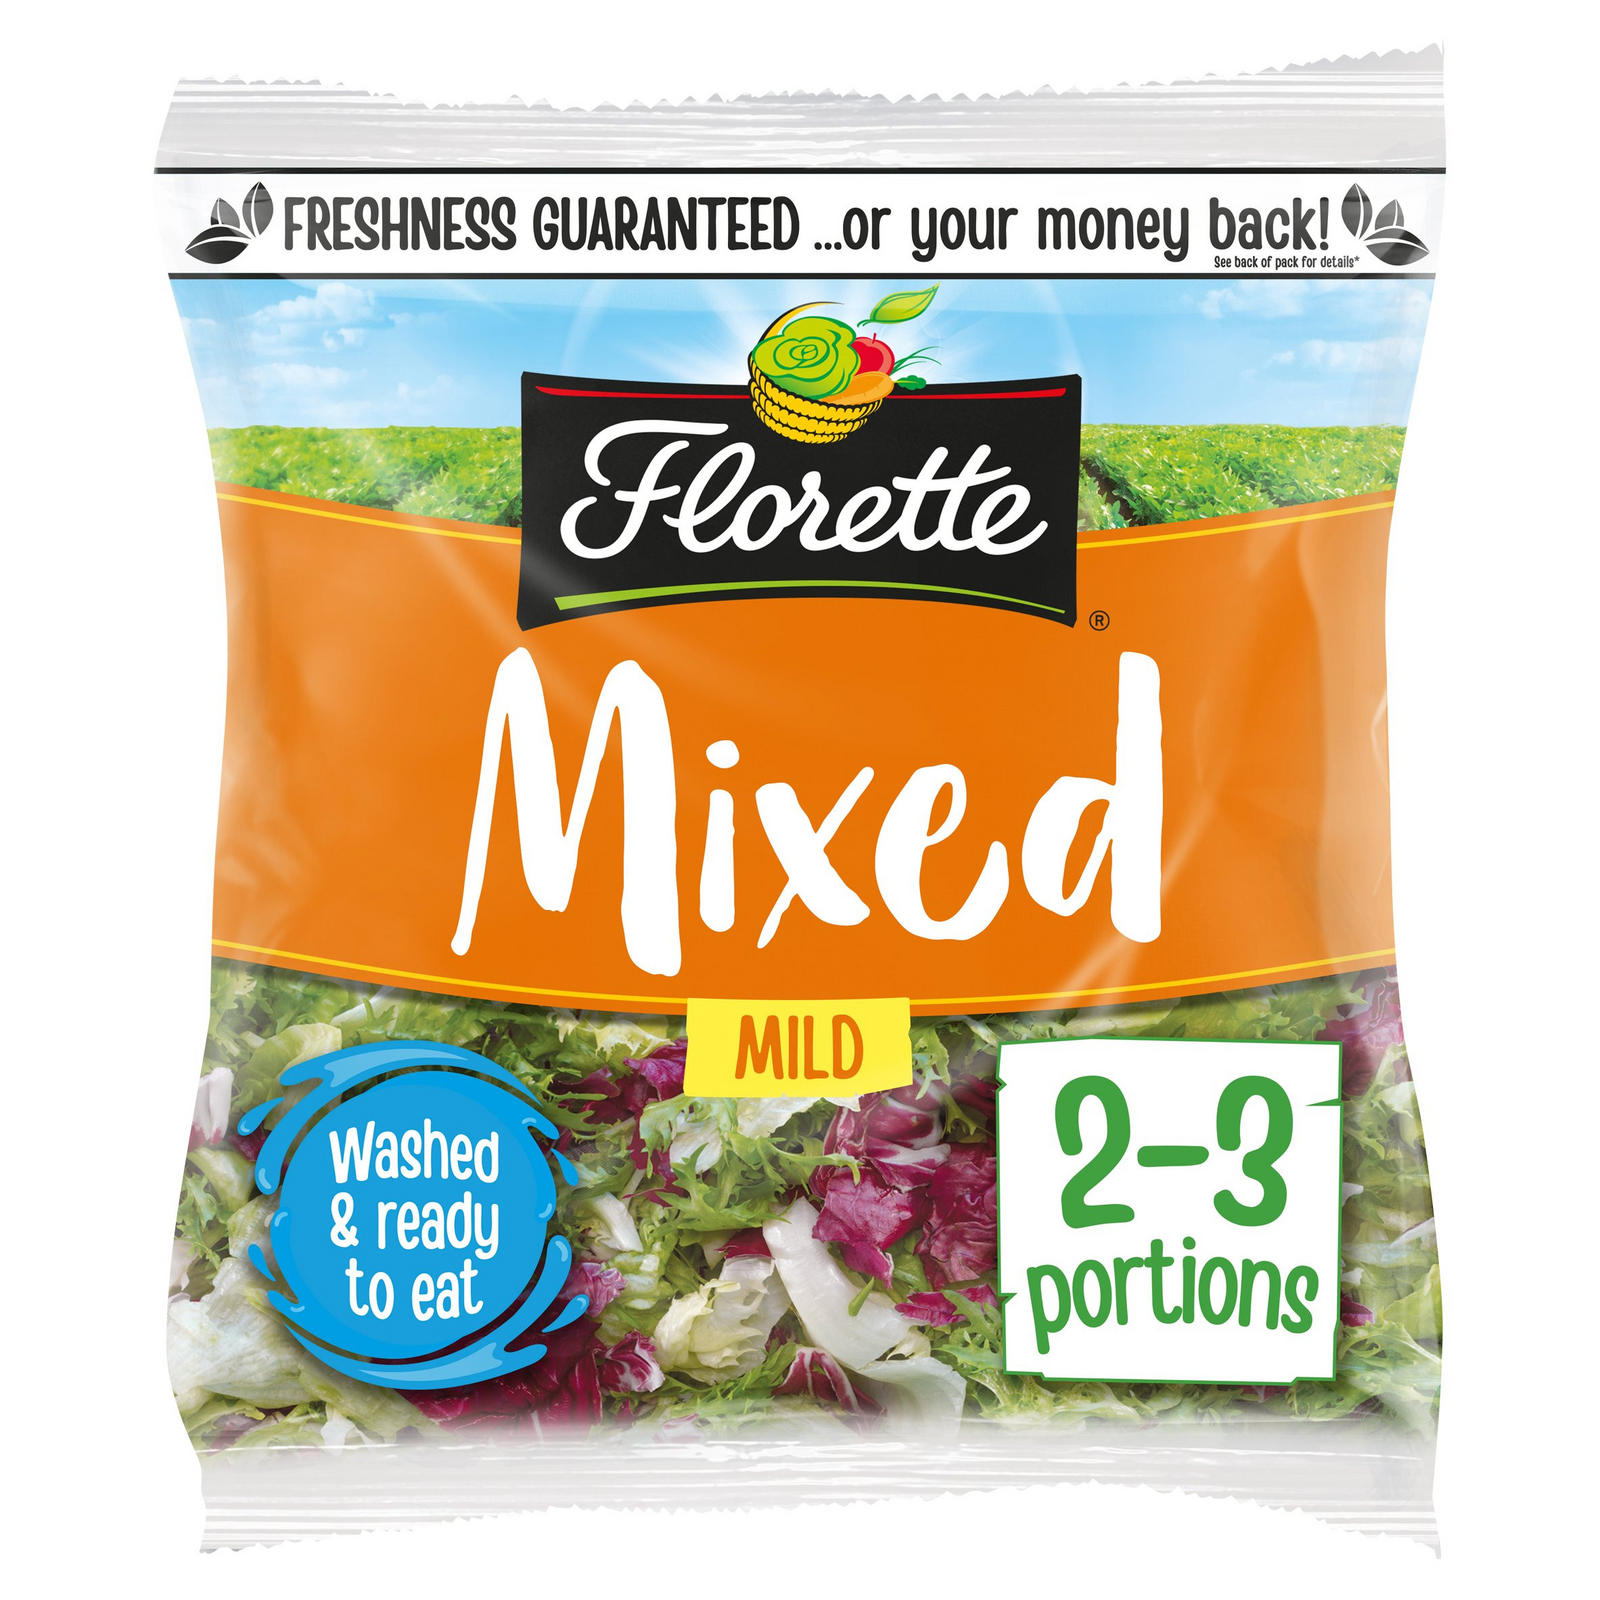 FRESHNESS GUARANTEED ...or your money back!
See back of pack for details*
Florette
®
Mixed
MILD
Washed
& ready
to eat
2-3
portions